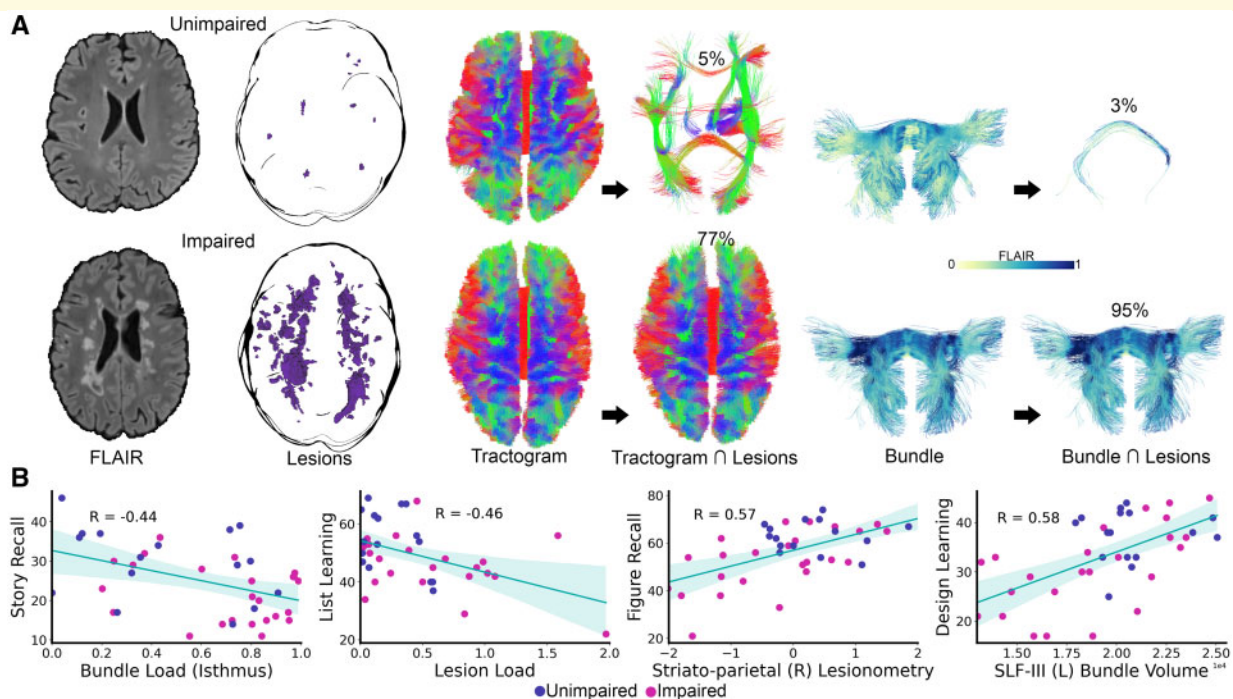 A
Unimpaired
5%
3%
Impaired
77%
FLAIR
0 1
95%
FLAIR
Lesions
Tractogram
Tractogram ∩ Lesions
Bundle
Bundle ∩ Lesions
B
R = -0.44
Story Recall
40
30
20
10
0.0 0.2 0.4 0.6 0.8 1.0
Bundle Load (Isthmus)
R = -0.46
List Learning
60
40
20
0.0 0.5 1.0 1.5 2.0
Lesion Load
R = 0.57
Figure Recall
80
60
40
20
−2 −1 0 1 2
Striato-parietal (R) Lesionometry
R = 0.58
Design Learning
40
30
20
1.50 1.75 2.00 2.25 2.50
SLF-III (L) Bundle Volume 1e4
Unimpaired Impaired